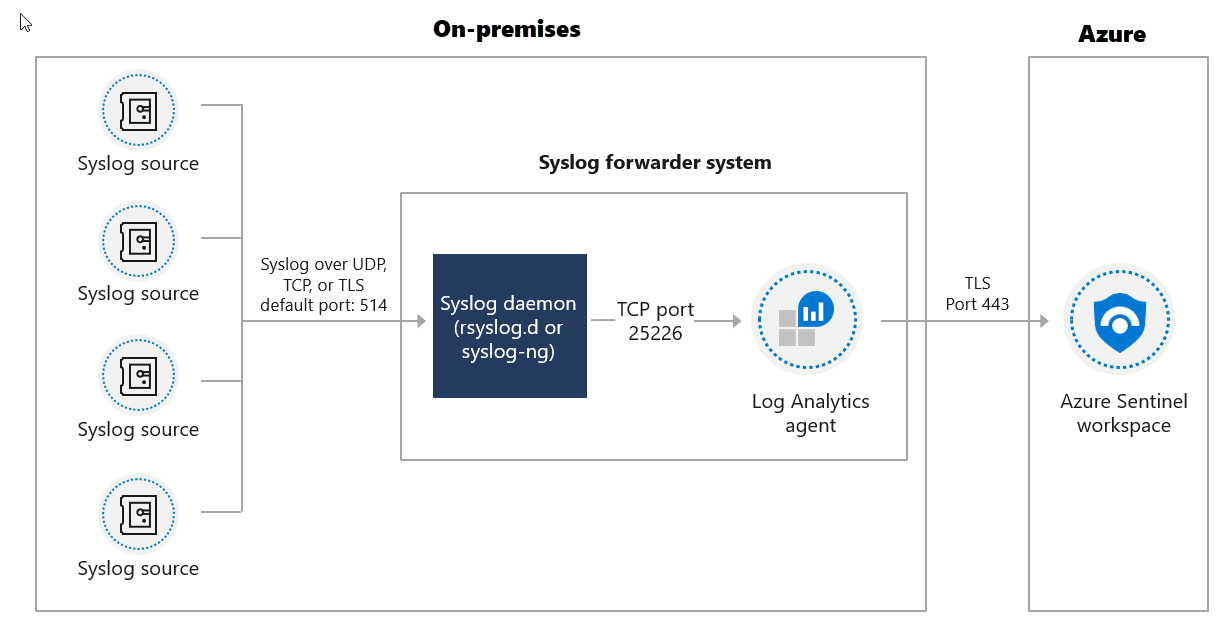 On-premises
Azure
Syslog source
Syslog source
Syslog source
Syslog source
Syslog over UDP,
TCP, or TLS
default port: 514
Syslog forwarder system
Syslog daemon
(rsyslog.d or
syslog-ng)
TCP port
25226
Log Analytics
agent
TLS
Port 443
Azure Sentinel
workspace